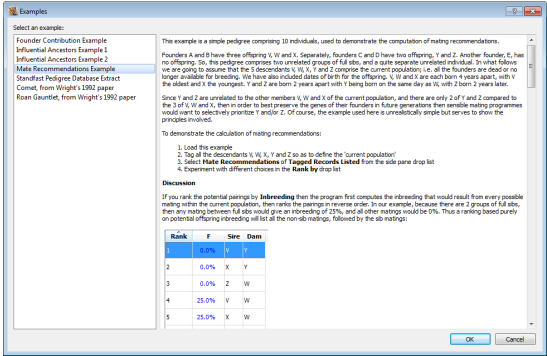 Examples
Select an example:
Founder Contribution Example
Influential Ancestors Example 1
Influential Ancestors Example 2
Mate Recommendations Example
Standfast Pedigree Database Extract
Comet, from Wright's 1992 paper
Roan Gauntlet, from Wright's 1992 paper
This example is a simple pedigree comprising 10 individuals, used to demonstrate the computation of mating recommendations.
Founders A and B have three offspring V, W and X. Separately, founders C and D have two offspring, Y and Z. Another founder, E, has
no offspring. So, this pedigree comprises two unrelated groups of full sibs, and a quite separate unrelated individual. In what follows
we are going to assume that the 5 descendants V, W, X, Y and Z comprise the current population; i.e. all the founders are dead or no
longer available for breeding. We have also included dates of birth for the offspring. V, W and X are each born 4 years apart, with V
the oldest and X the youngest. Y and Z are born 2 years apart with Y being born on the same day as W, with Z born 2 years later.
Since Y and Z are unrelated to the other members V, W and X of the current population, and there are only 2 of Y and Z compared to
the 3 of V, W and X, then in order to best preserve the genes of their founders in future generations then sensible mating programmes
would want to selectively prioritize Y and/or Z. Of course, the example used here is unrealistically simple but serves to show the
principles involved.
To demonstrate the calculation of mating recommendations:
1. Load this example
2. Tag all the descendants V, W, X, Y and Z so as to define the 'current population'
3. Select Mate Recommendations of Tagged Records Listed from the side pane drop list
4. Experiment with different choices in the Rank by drop list
Discussion
If you rank the potential pairings by Inbreeding then the program first computes the inbreeding that would result from every possible
mating within the current population, then ranks the pairings in reverse order. In our example, because there are 2 groups of full sibs,
then any mating between full sibs would give an inbreeding of 25%, and all other matings would be 0%. Thus a ranking based purely
on potential offspring inbreeding will list all the non-sib matings, followed by the sib matings:
Rank F Sire Dam
1 0.0% V Y
2 0.0% X Y
3 0.0% Z W
4 25.0% V W
5 25.0% X W
OK Cancel